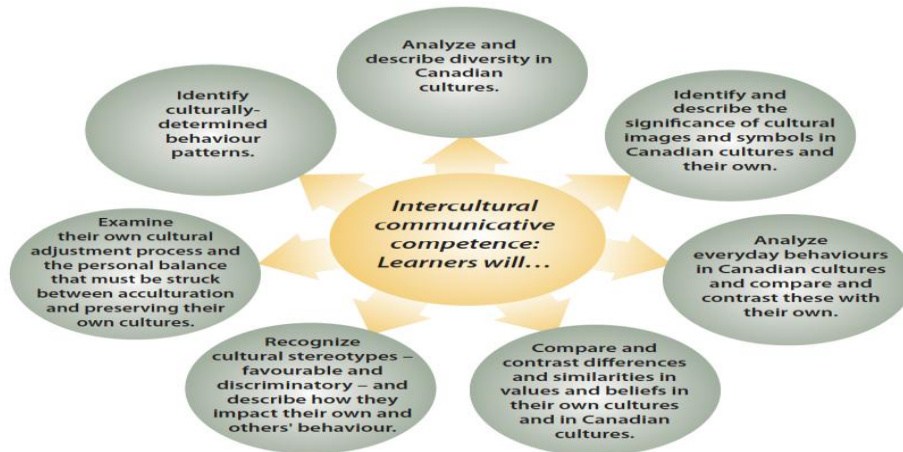 Intercultural
communicative
competence:
Learners will…
Analyze and
describe diversity in
Canadian
cultures.
Identify and
describe the
significance of cultural
images and symbols in
Canadian cultures and
their own.
Analyze
everyday behaviours
in Canadian cultures
and compare and
contrast these with
their own.
Compare and
contrast differences
and similarities in
values and beliefs in
their own cultures
and in Canadian
cultures.
Recognize
cultural stereotypes –
favourable and
discriminatory – and
describe how they
impact their own and
others' behaviour.
Examine
their own cultural
adjustment process and
the personal balance
that must be struck
between acculturation
and preserving their
own cultures.
Identify
culturally-
determined
behaviour
patterns.